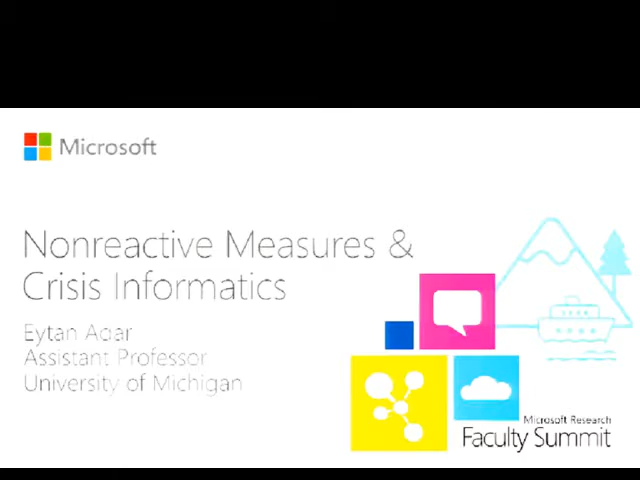 Microsoft
Nonreactive Measures &
Crisis Informatics
Eytan Adar
Assistant Professor
University of Michigan
Microsoft Research
Faculty Summit